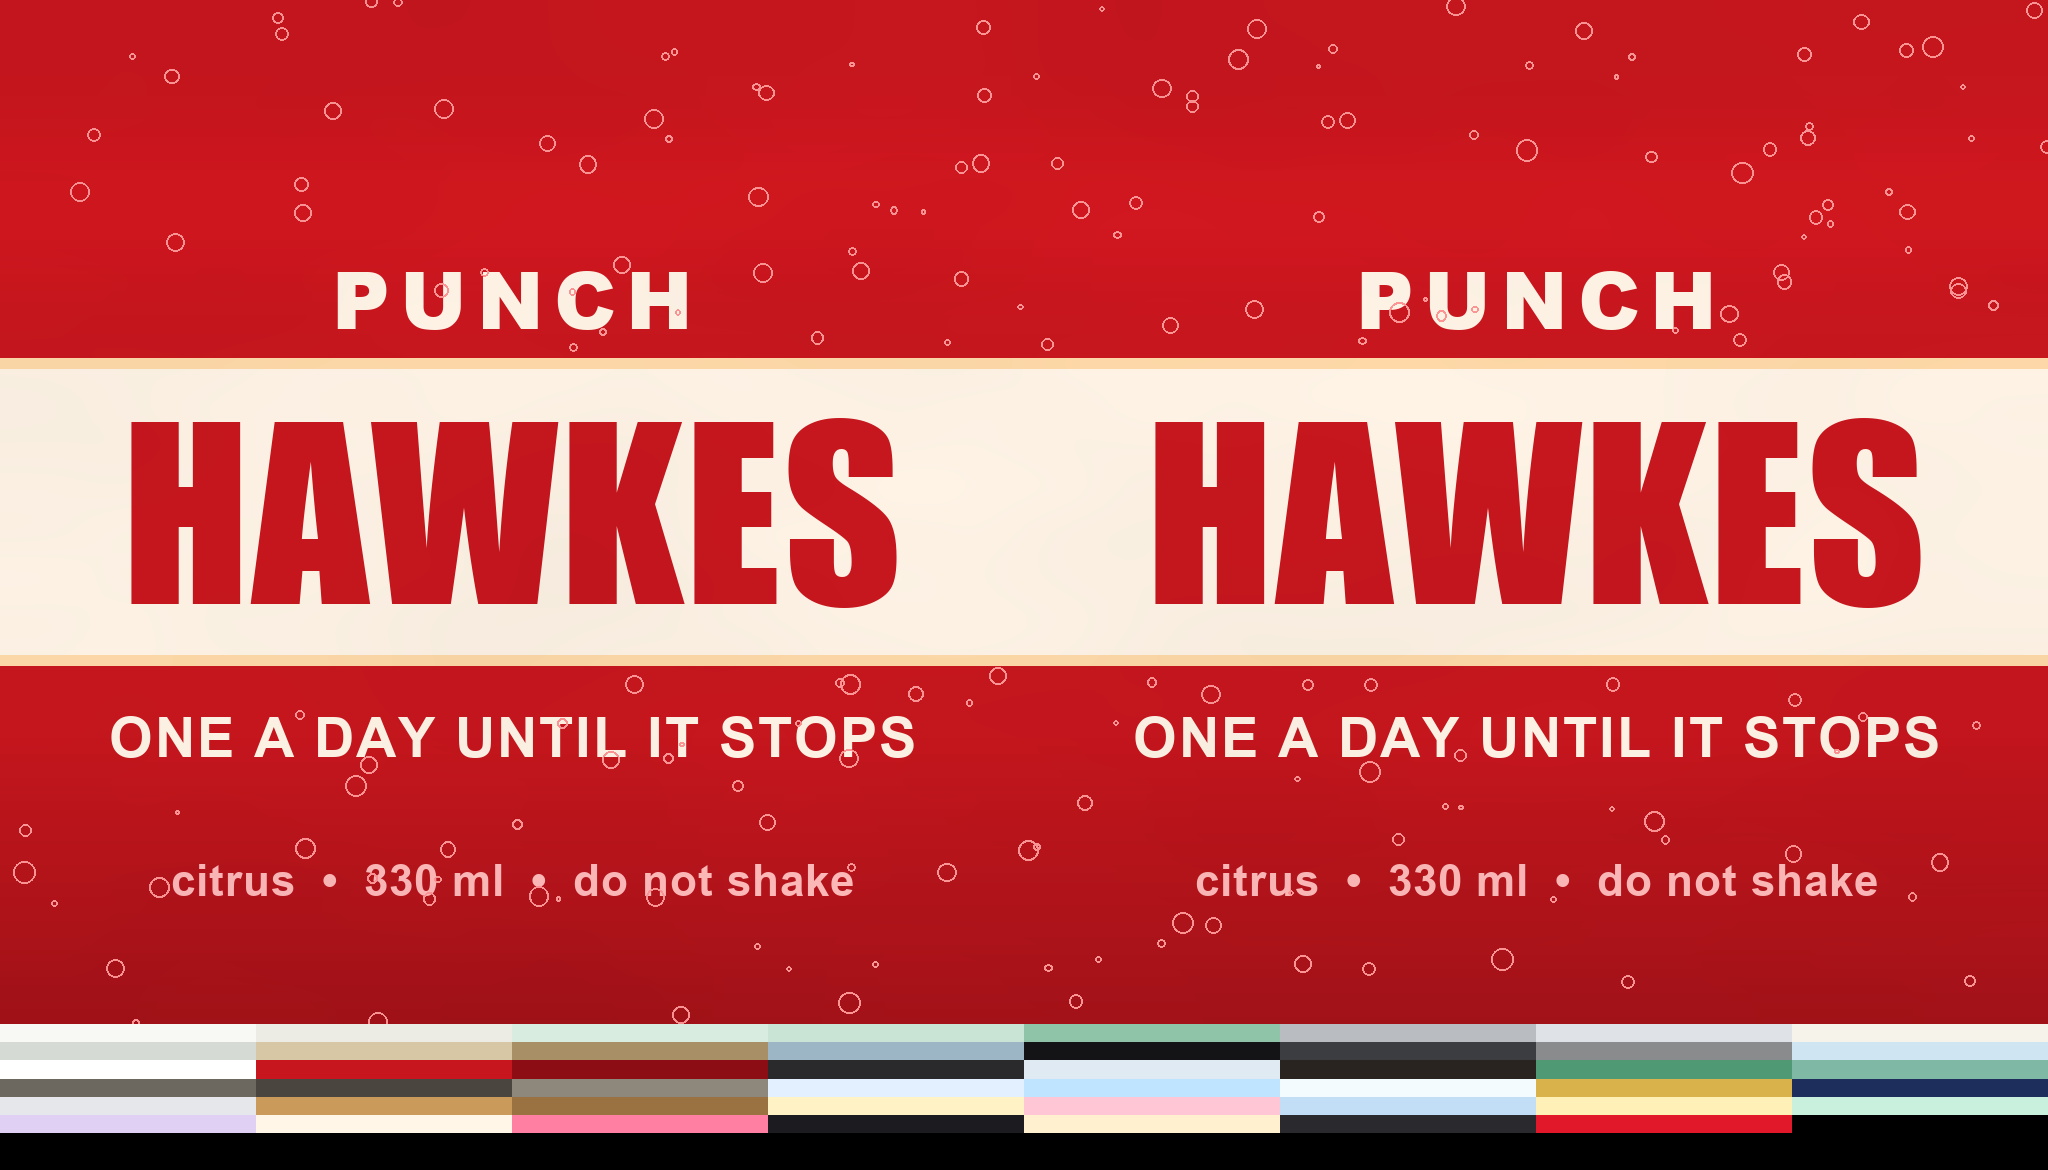 PUNCH PUNCH
HAWKES HAWKES
ONE A DAY UNTIL IT STOPS ONE A DAY UNTIL IT STOPS
citrus • 330 ml • do not shake citrus • 330 ml • do not shake